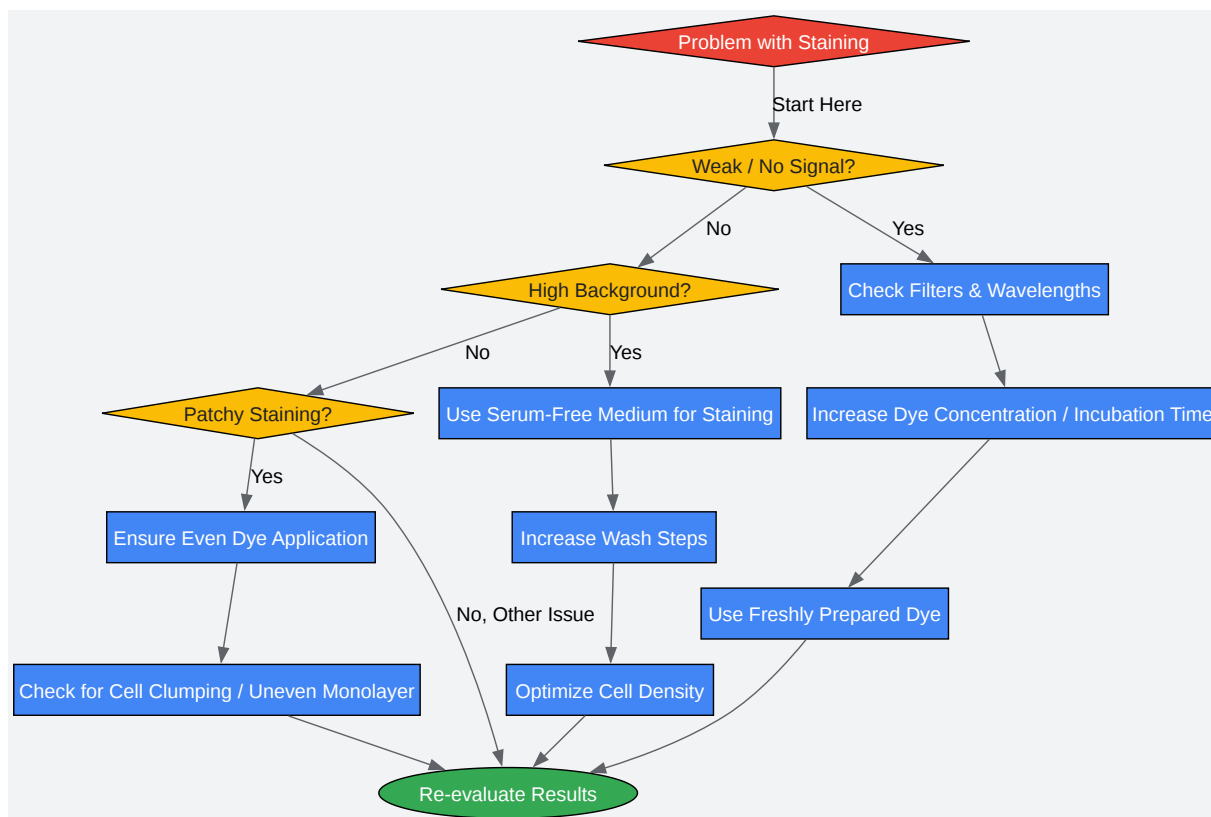 Problem with Staining
Start Here
Weak / No Signal?
No
Yes
High Background?
Check Filters & Wavelengths
No
Yes
Patchy Staining?
Use Serum-Free Medium for Staining
Increase Dye Concentration / Incubation Time
Yes
Ensure Even Dye Application
Increase Wash Steps
No, Other Issue
Use Freshly Prepared Dye
Check for Cell Clumping / Uneven Monolayer
Optimize Cell Density
Re-evaluate Results